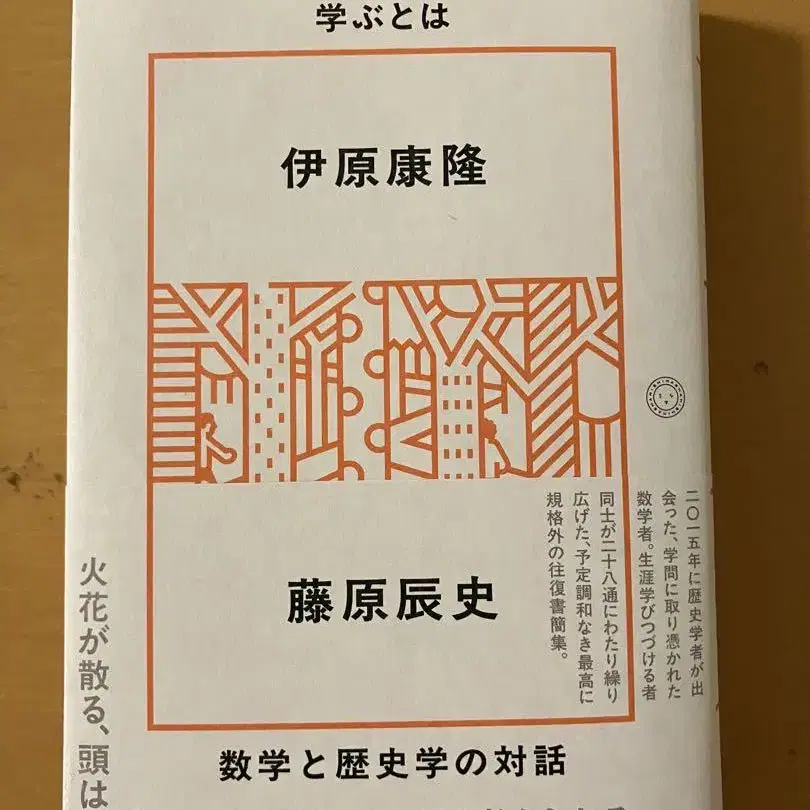 学ぶとは
伊原康隆
藤原辰史
二〇一五年に歴史学者が出
会った、学問に取り憑かれた
数学者。生涯学びつづける者
同士が二十八通にわたり繰り
広げた、予定調和なき最高に
規格外の往復書簡集。
火花が散る、頭は
数学と歴史学の対話